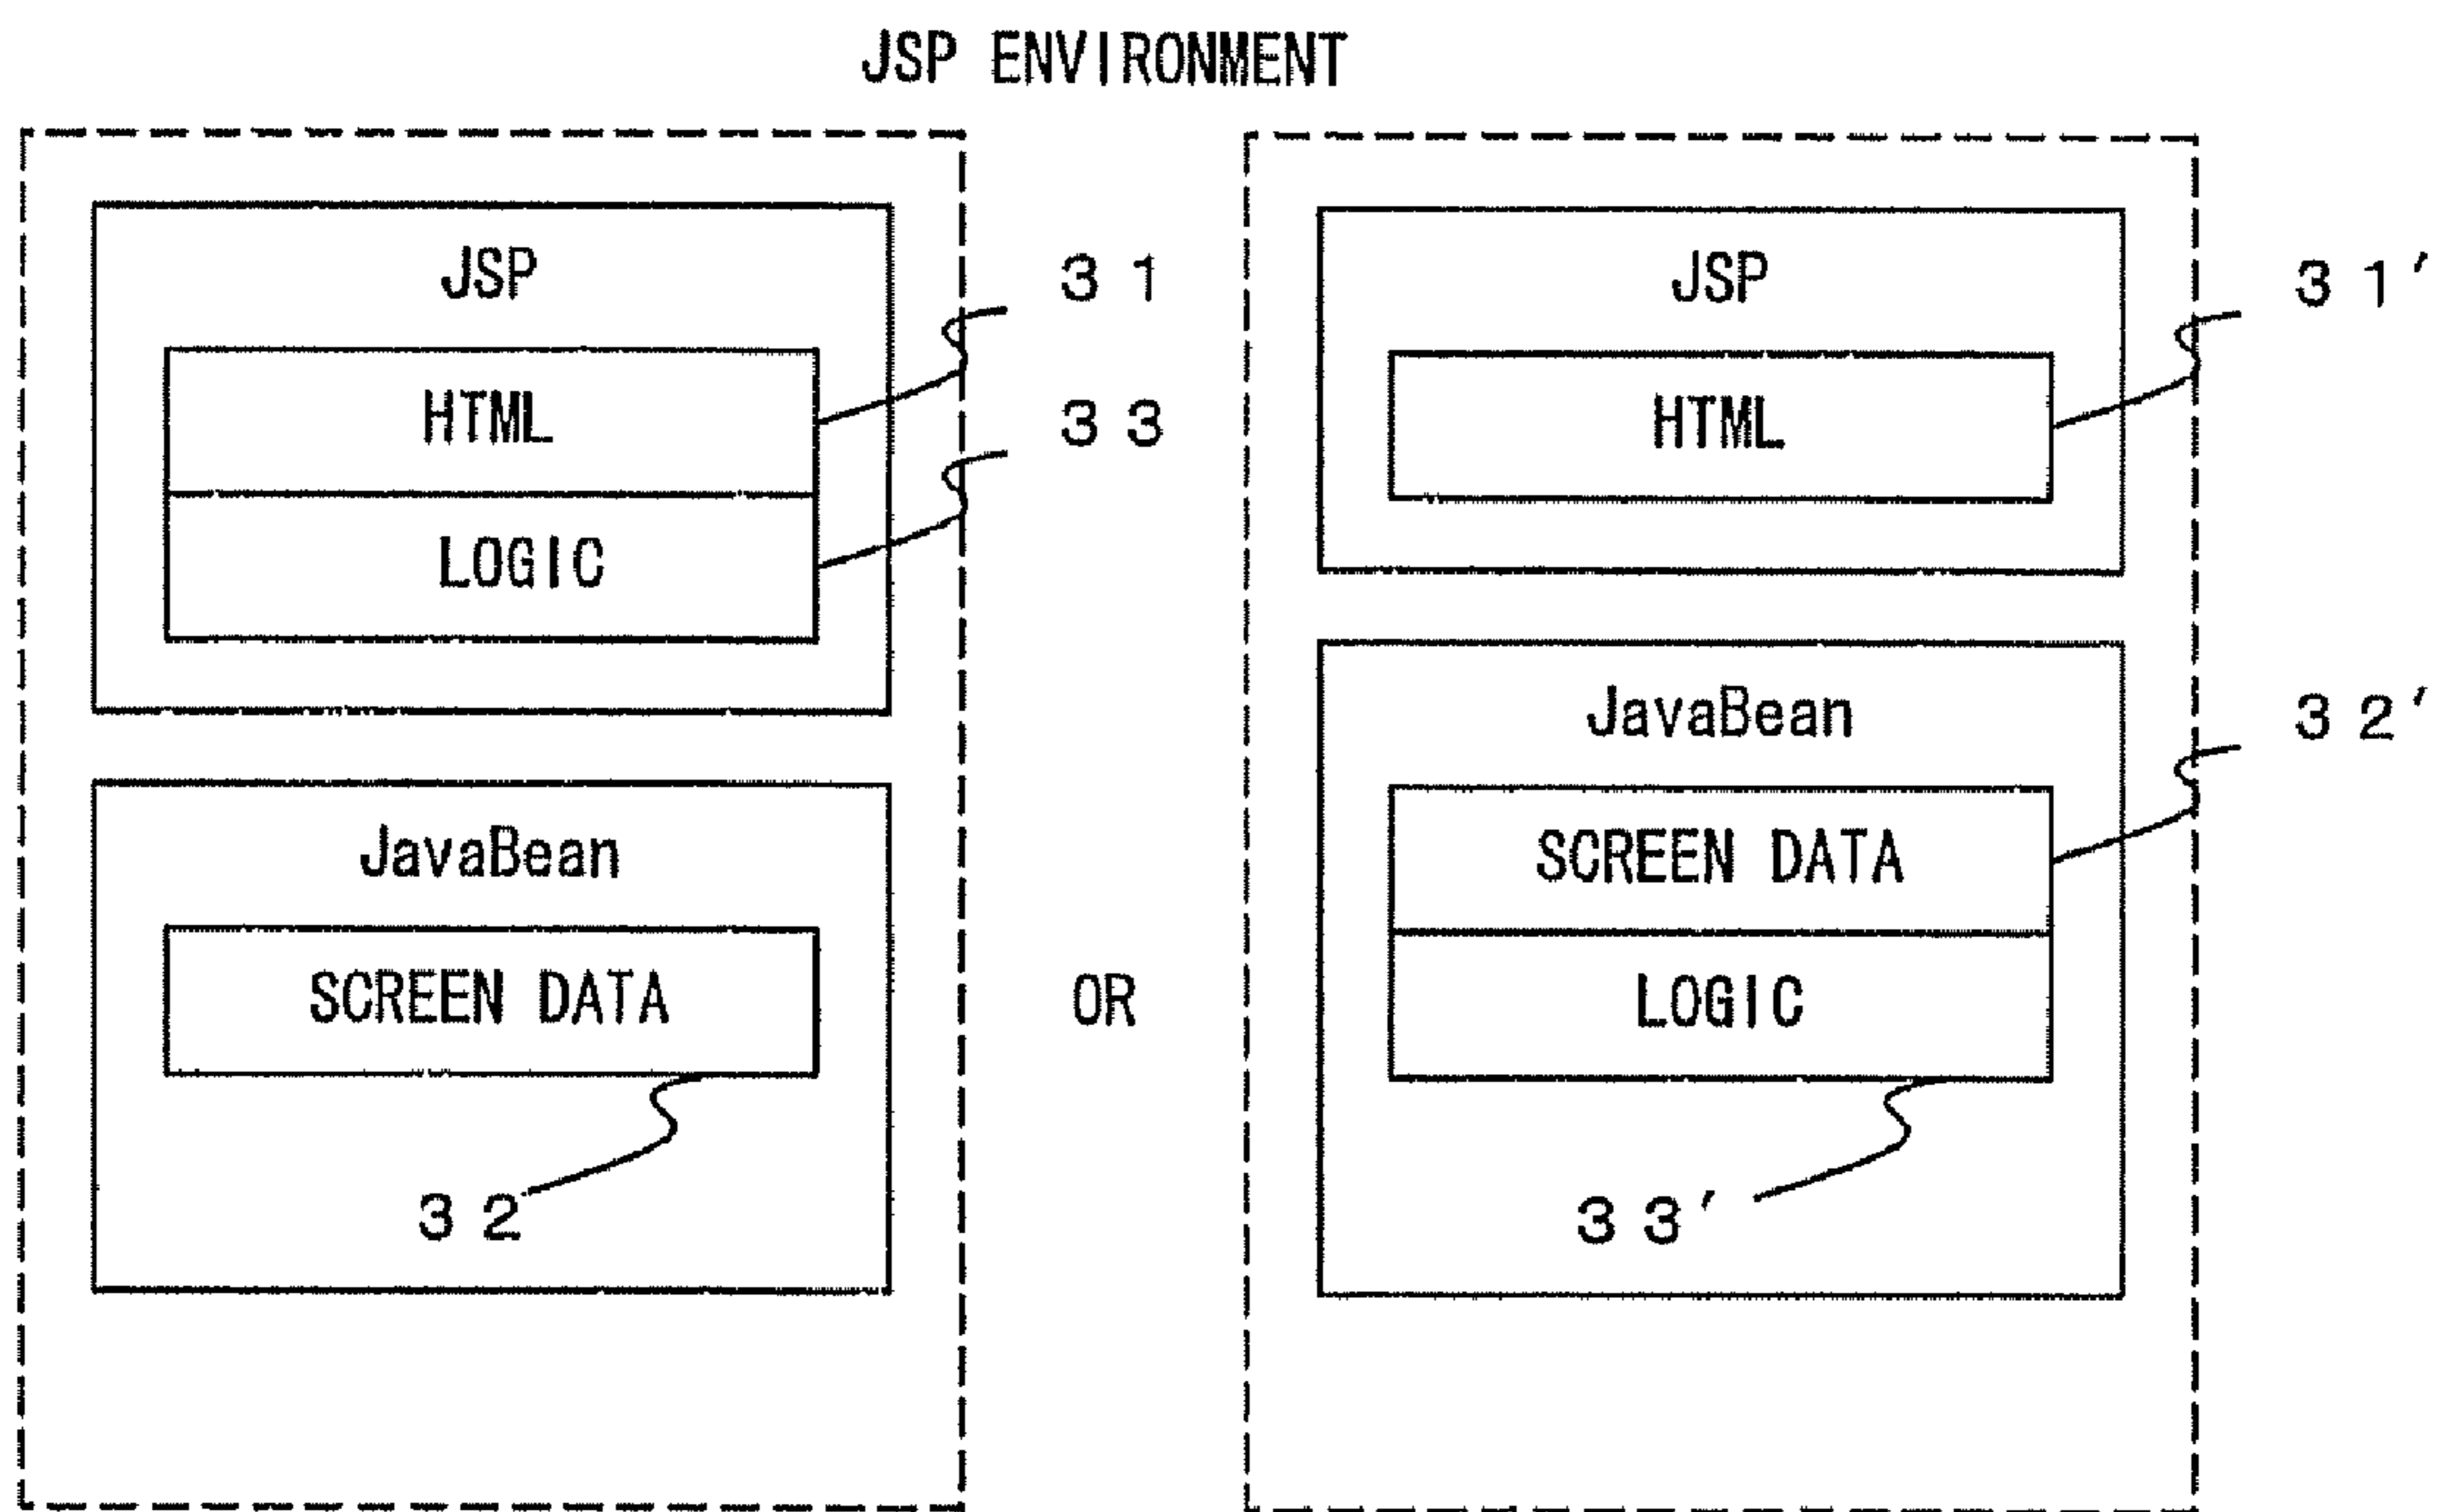 JSP ENVIRONMENT
JSP
HTML
LOGIC
31
33
JavaBean
SCREEN DATA
32
OR
JSP
HTML
31'
JavaBean
SCREEN DATA
LOGIC
32'
33'